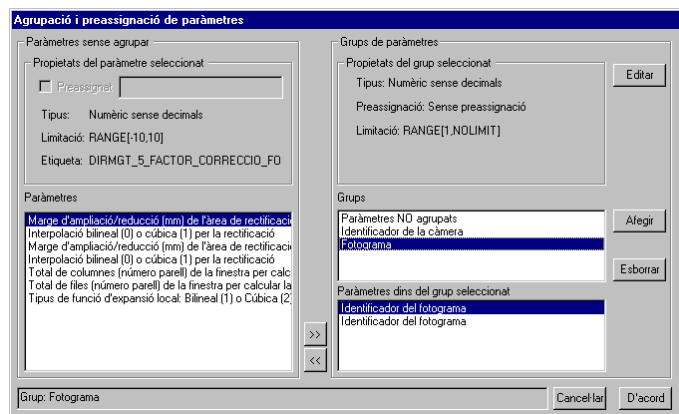 Agrupació i preassignació de paràmetres
Paràmetres sense agrupar
Propietats del paràmetre seleccionat
Preassignat
Tipus: Numèric sense decimals
Limitació: RANGE[-10,10]
Etiqueta: DIRMGT_5_FACTOR_CORRECCIO_FO
Paràmetres
Marge d'ampliació/reducció (mm) de l'àrea de rectificaci
Interpolació bilineal (0) o cúbica (1) per la rectificació
Marge d'ampliació/reducció (mm) de l'àrea de rectificaci
Interpolació bilineal (0) o cúbica (1) per la rectificació
Total de columnes (número parell) de la finestra per calc
Total de files (número parell) de la finestra per calcular la
Tipus de funció d'expansió local: Bilineal (1) o Cúbica (2)
>>
<<
Grups de paràmetres
Propietats del grup seleccionat
Tipus: Numèric sense decimals
Preassignació: Sense preassignació
Limitació: RANGE[1,NOLIMIT]
Editar
Grups
Paràmetres NO agrupats
Identificador de la càmera
Fotograma
Afegir
Esborrar
Paràmetres dins del grup seleccionat
Identificador del fotograma
Identificador del fotograma
Grup: Fotograma
Cancel·lar
D'acord